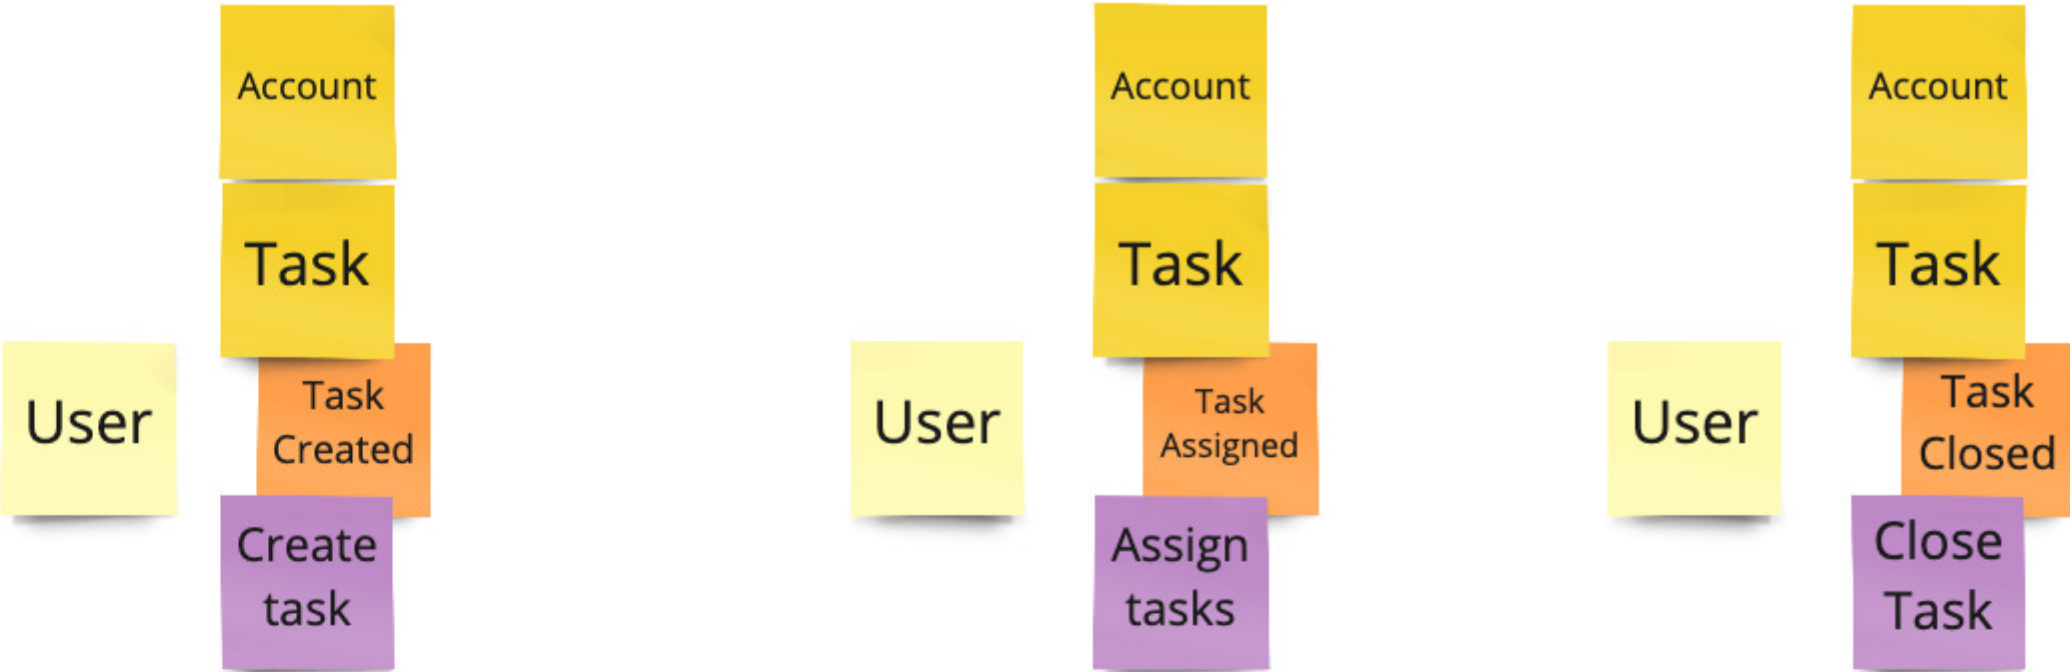 Account
Task
User
Task
Created
Create
task
Account
Task
User
Task
Assigned
Assign
tasks
Account
Task
User
Task
Closed
Close
Task